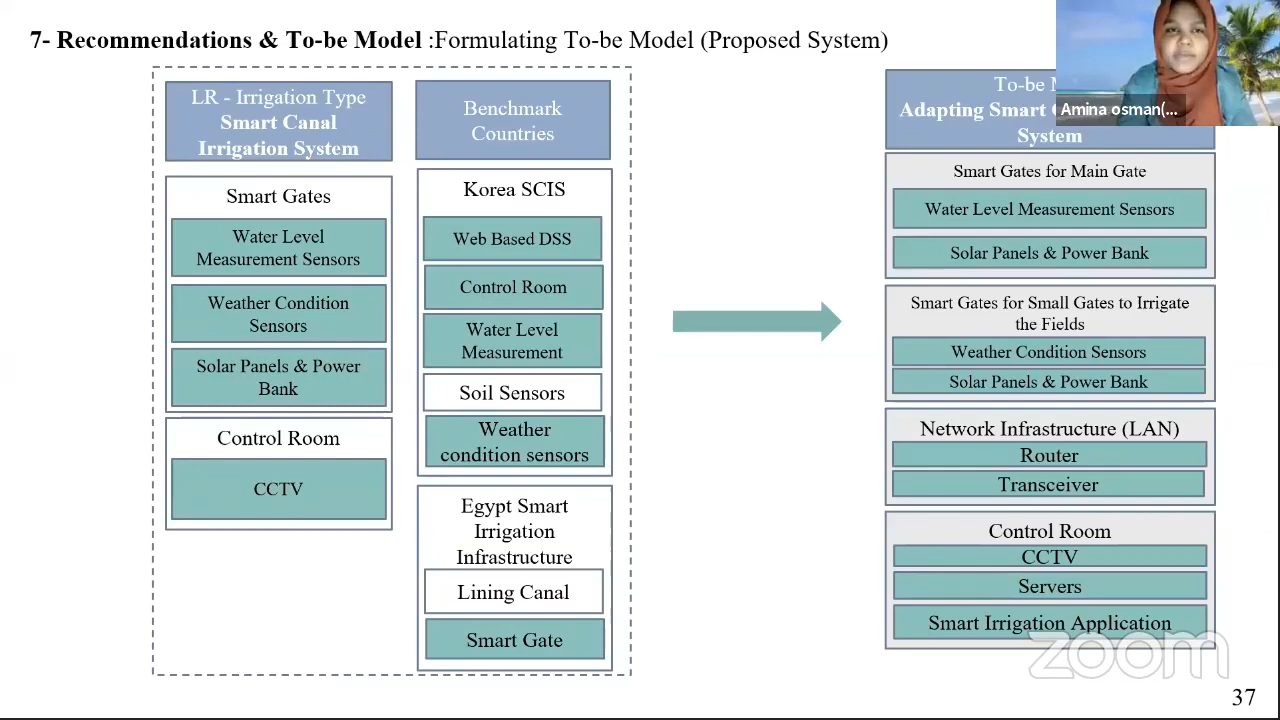 7- Recommendations & To-be Model :Formulating To-be Model (Proposed System)
LR - Irrigation Type
Smart Canal
Irrigation System
Smart Gates
Water Level
Measurement Sensors
Weather Condition
Sensors
Solar Panels & Power
Bank
Control Room
CCTV
Benchmark
Countries
Korea SCIS
Web Based DSS
Control Room
Water Level
Measurement
Soil Sensors
Weather
condition sensors
Egypt Smart
Irrigation
Infrastructure
Lining Canal
Smart Gate
To-be
Adapting Smart
System
Amina osman(...
Smart Gates for Main Gate
Water Level Measurement Sensors
Solar Panels & Power Bank
Smart Gates for Small Gates to Irrigate
the Fields
Weather Condition Sensors
Solar Panels & Power Bank
Network Infrastructure (LAN)
Router
Transceiver
Control Room
CCTV
Servers
Smart Irrigation Application
zoom
37